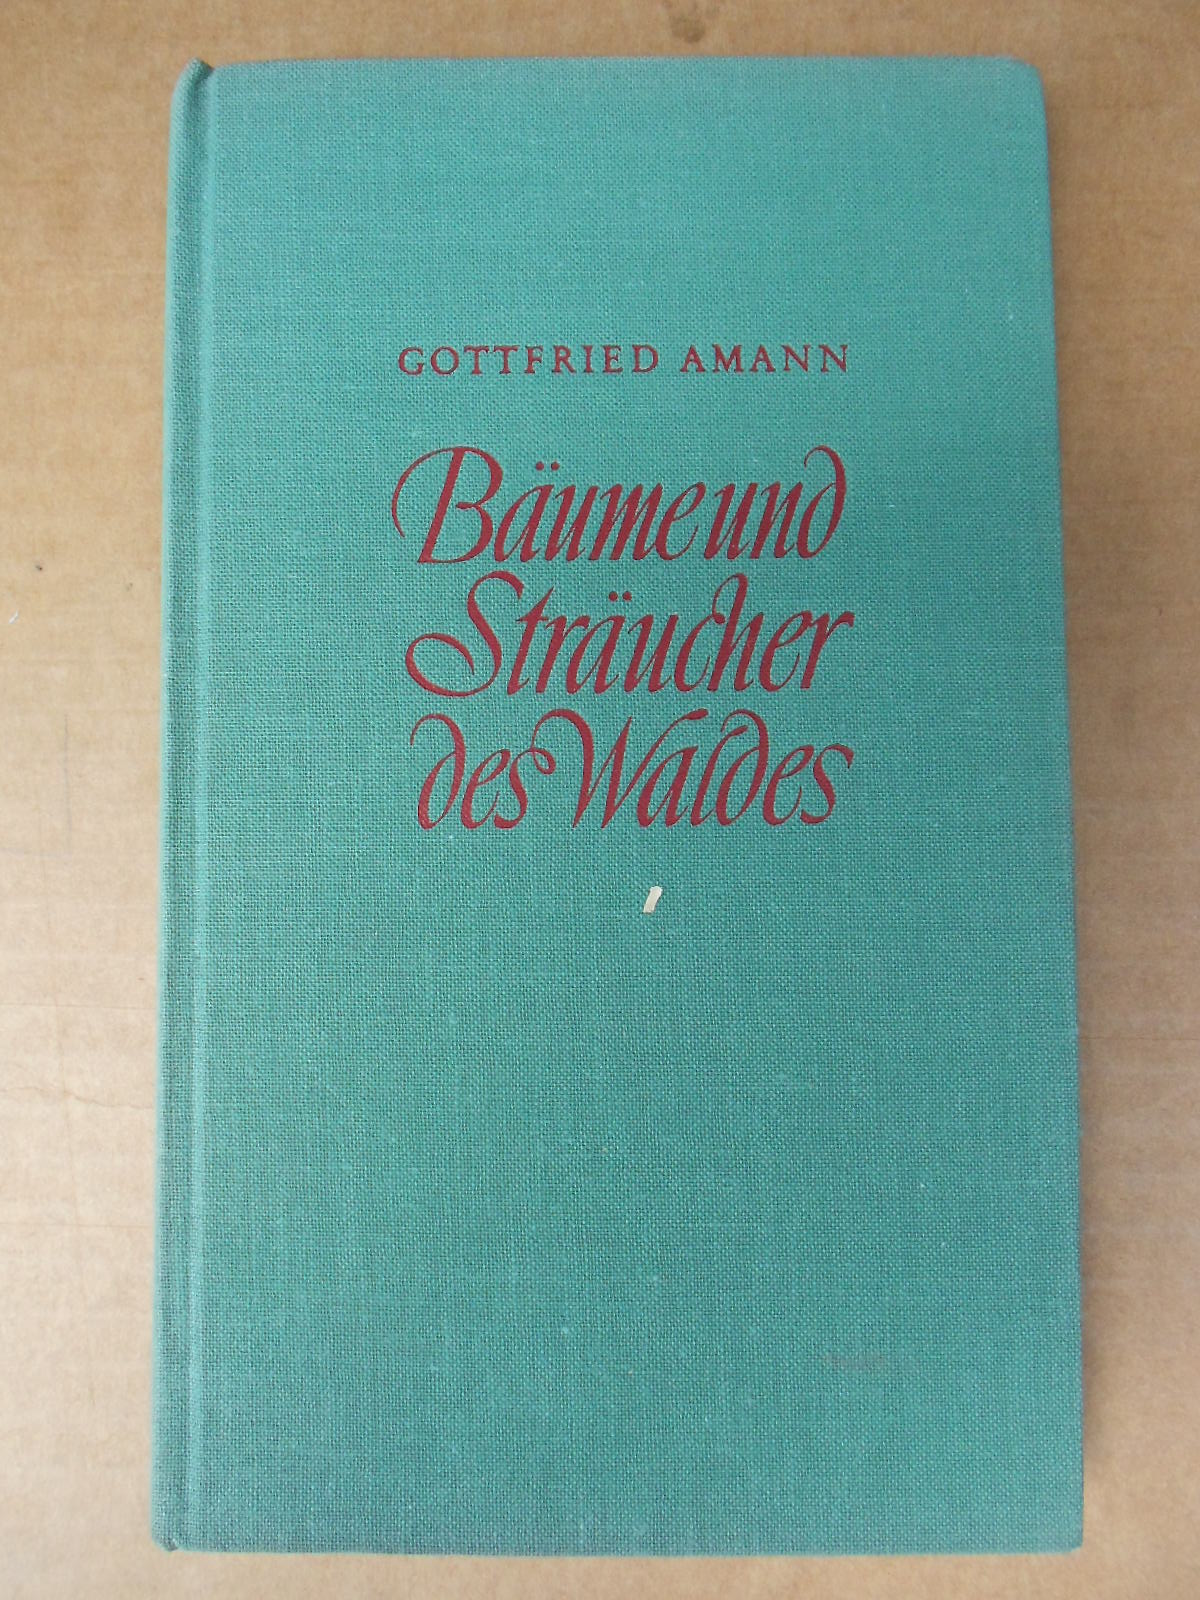 GOTTFRIED AMANN
Bäume und
Sträucher
des Waldes